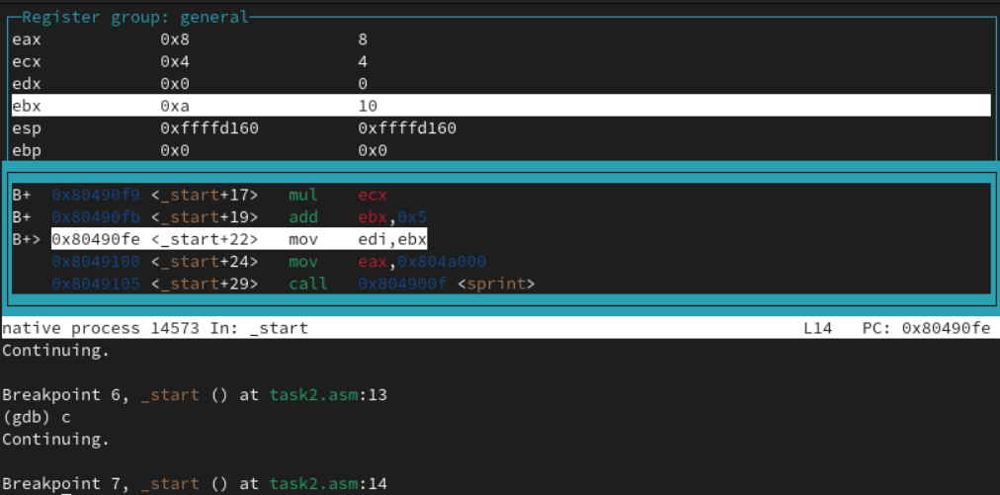 Register group: general
eax 0x8 8
ecx 0x4 4
edx 0x0 0
ebx 0xa 10
esp 0xffffd160 0xffffd160
ebp 0x0 0x0
B+ 0x80490f9 <_start+17> mul ecx
B+ 0x80490fb <_start+19> add ebx,0x5
B+> 0x80490fe <_start+22> mov edi,ebx
0x8049100 <_start+24> mov eax,0x804a000
0x8049105 <_start+29> call 0x804900f <sprint>
native process 14573 In: _start L14 PC: 0x80490fe
Continuing.
Breakpoint 6, _start () at task2.asm:13
(gdb) c
Continuing.
Breakpoint 7, _start () at task2.asm:14